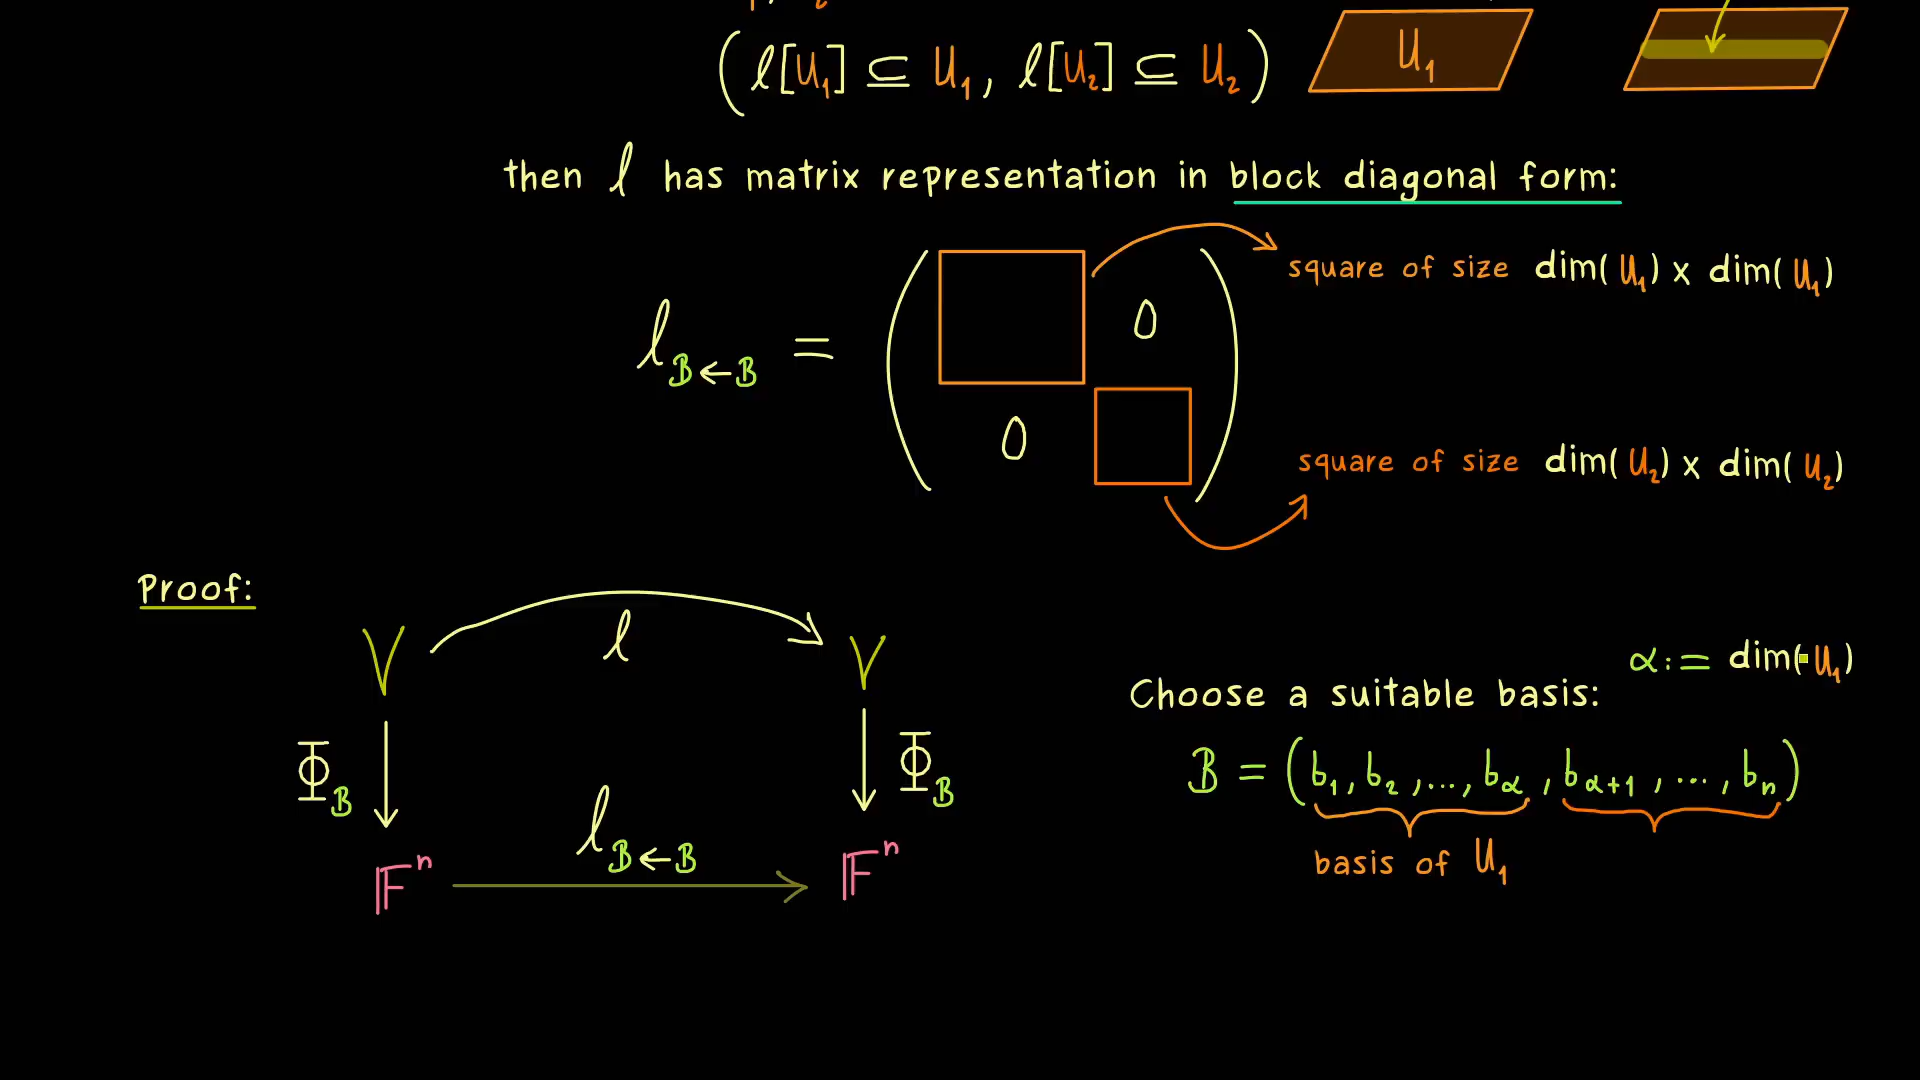 (ℓ[U₁] ⊆ U₁, ℓ[U₂] ⊆ U₂)
U₁
then ℓ has matrix representation in block diagonal form:
square of size dim(U₁) x dim(U₁)
ℓ_{B←B} = ( 0
0 )
square of size dim(U₂) x dim(U₂)
Proof:
V ℓ V
α := dim(U₁)
Choose a suitable basis:
Φ_B Φ_B
B = (b₁, b₂, ..., b_α, b_{α+1}, ..., b_n)
ℓ_{B←B}
𝔽ⁿ 𝔽ⁿ
basis of U₁